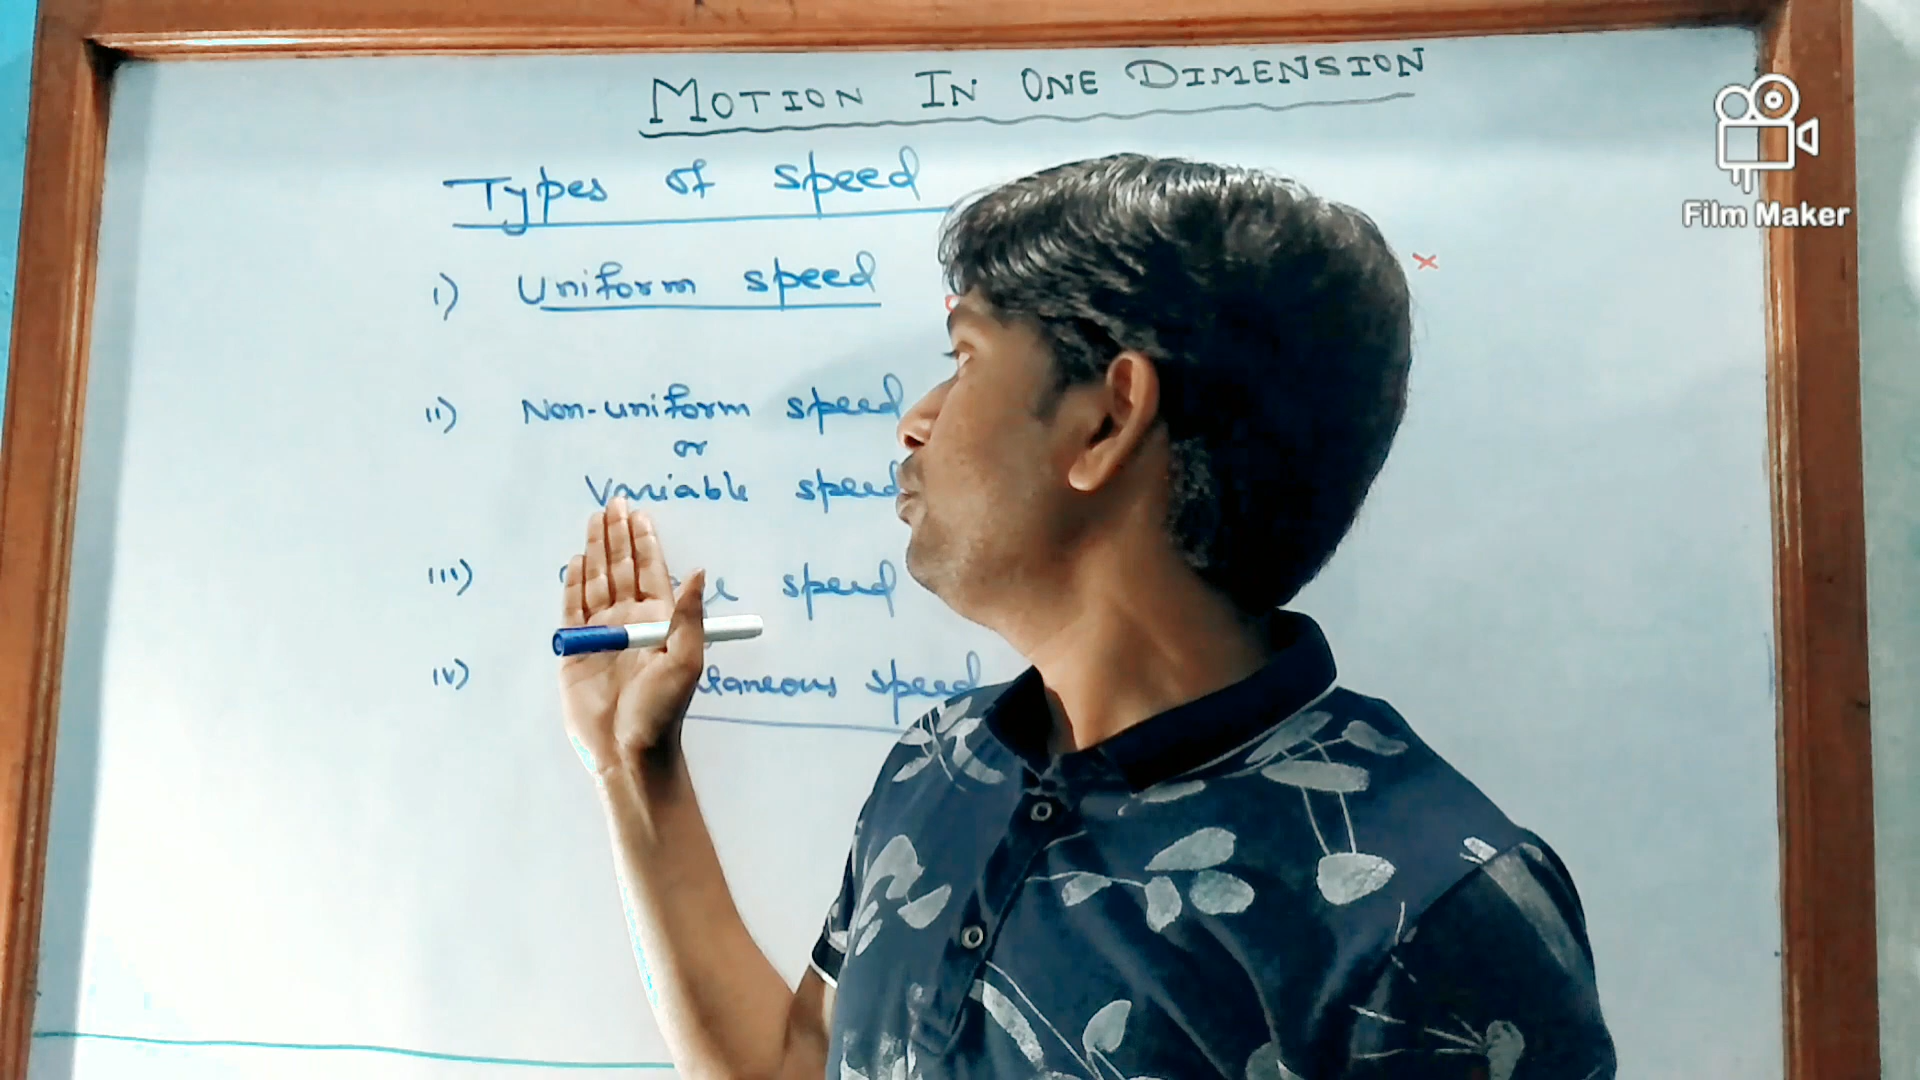 MOTION IN ONE DIMENSION
Types of speed
i) Uniform speed
ii) Non-uniform speed
or
Variable speed
iii) speed
iv) speed
Film Maker